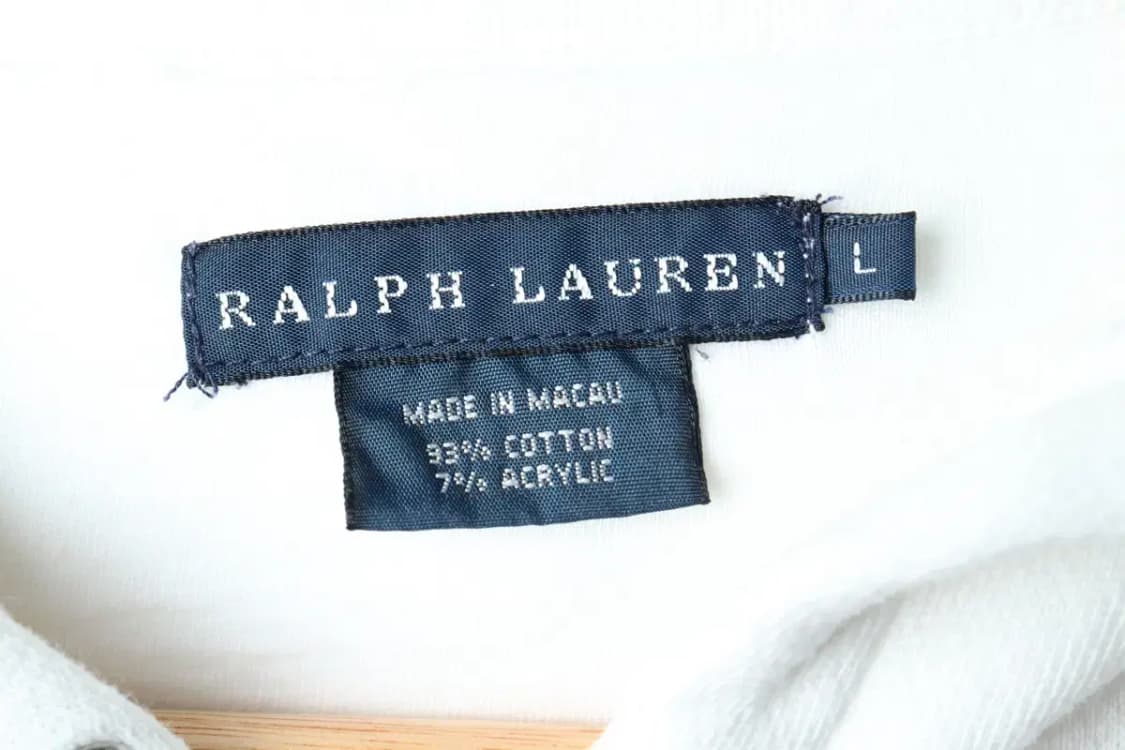 RALPH LAUREN
L
MADE IN MACAU
93% COTTON
7% ACRYLIC